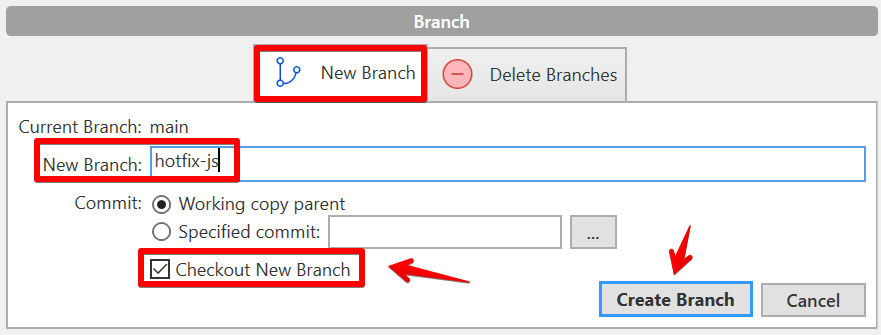 Branch
New Branch
Delete Branches
Current Branch: main
New Branch: hotfix-js
Commit: Working copy parent
Specified commit: ...
Checkout New Branch
Create Branch
Cancel